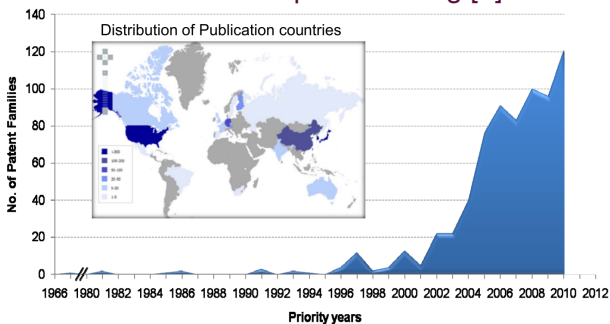 Distribution of Publication countries
No. of Patent Families
140
120
100
80
60
40
20
0
1966 1980 1982 1984 1986 1988 1990 1992 1994 1996 1998 2000 2002 2004 2006 2008 2010 2012
Priority years